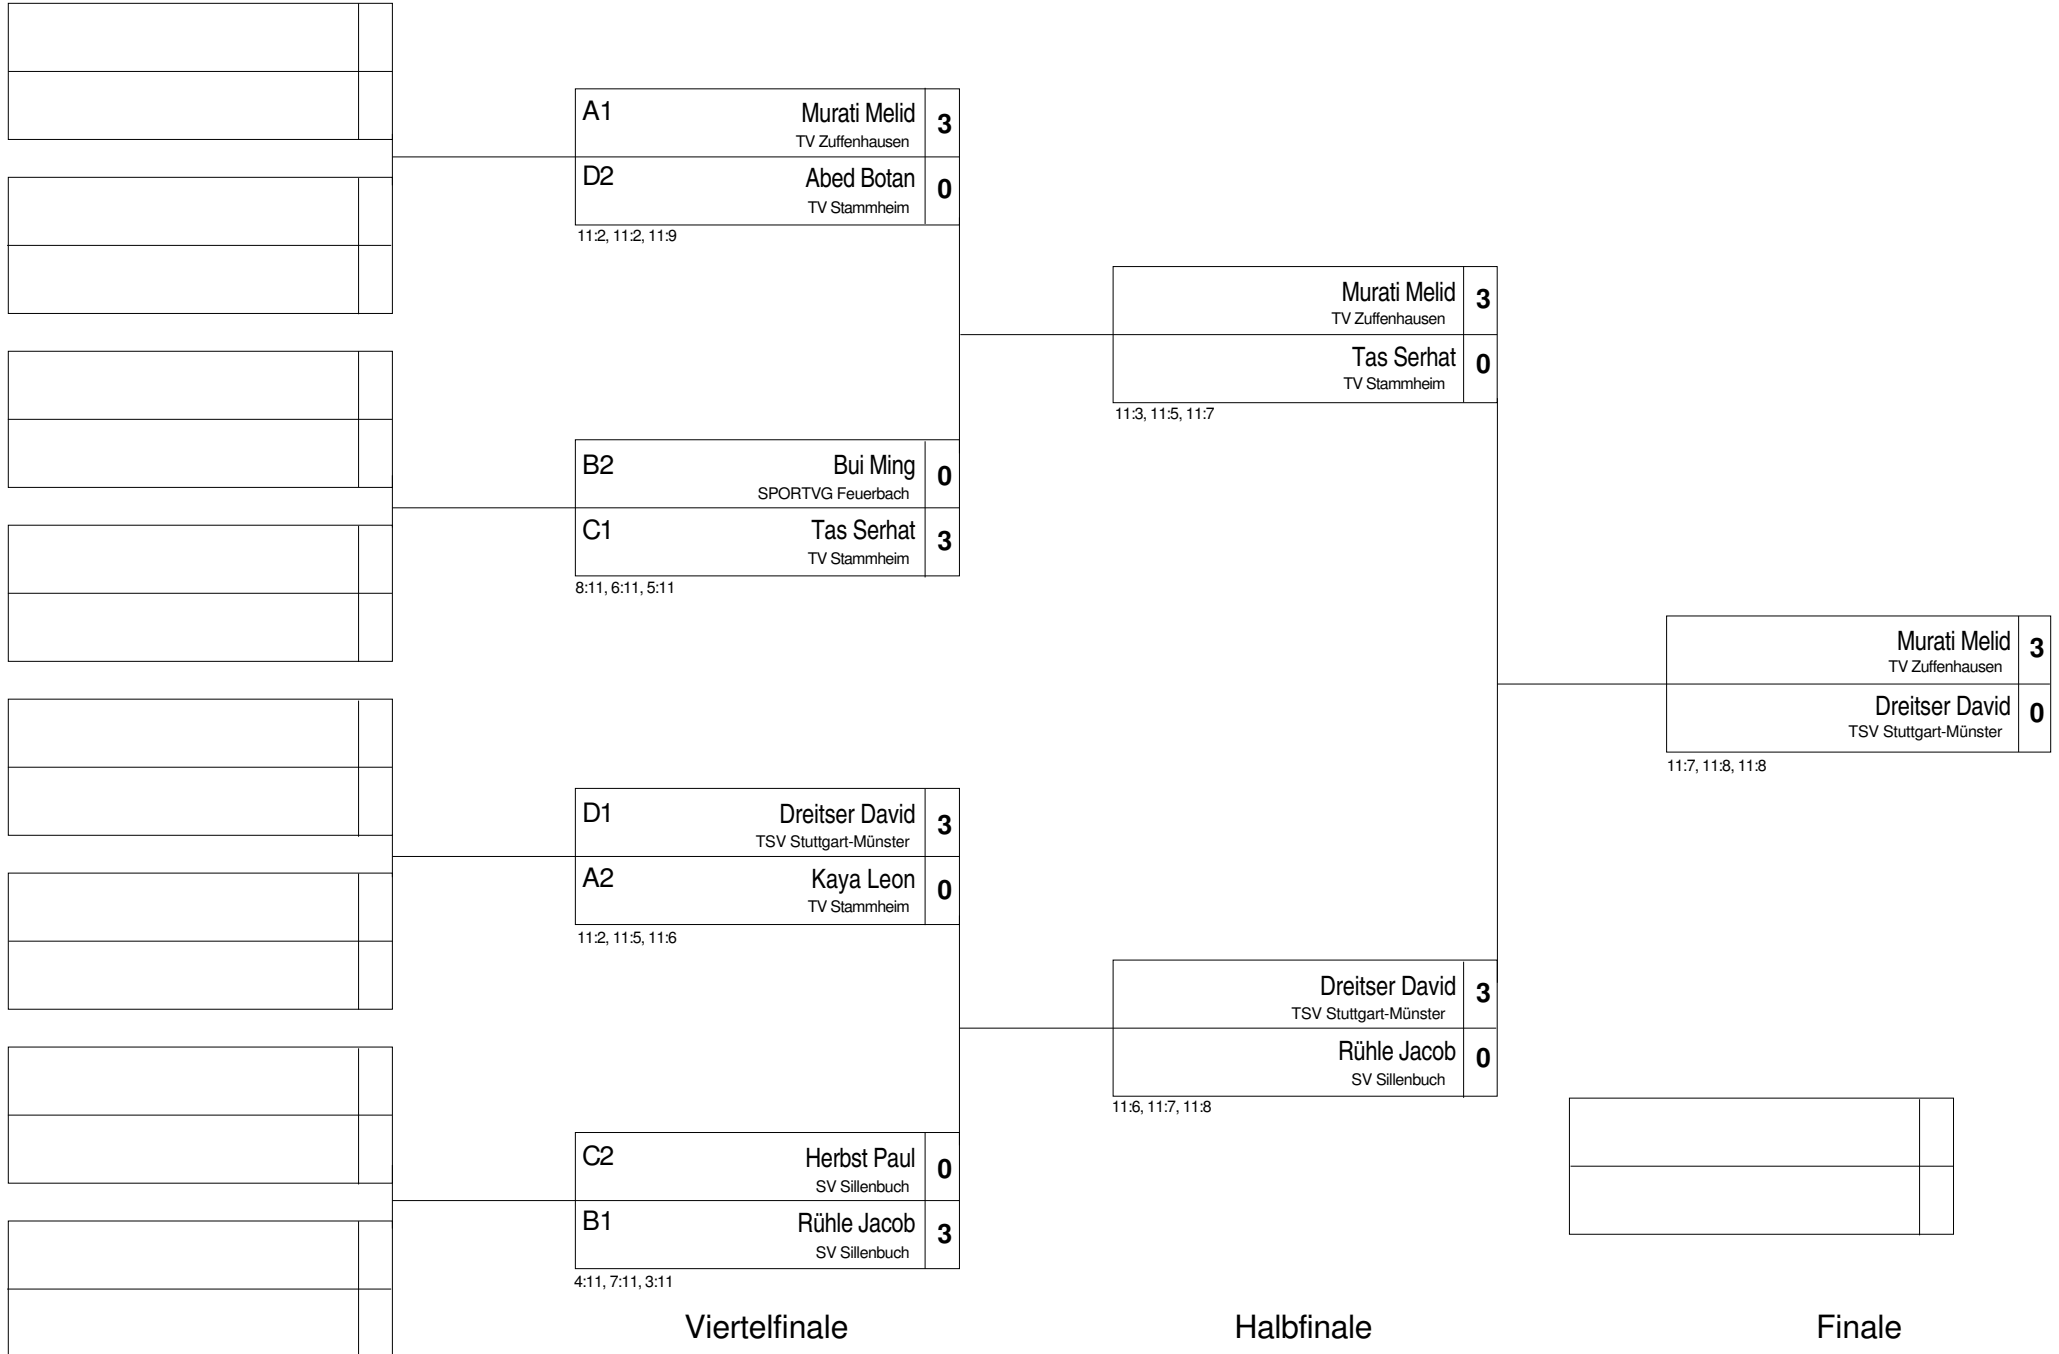 A1 Murati Melid 3
TV Zuffenhausen
D2 Abed Botan 0
TV Stammheim
11:2, 11:2, 11:9
B2 Bui Ming 0
SPORTVG Feuerbach
C1 Tas Serhat 3
TV Stammheim
8:11, 6:11, 5:11
D1 Dreitser David 3
TSV Stuttgart-Münster
A2 Kaya Leon 0
TV Stammheim
11:2, 11:5, 11:6
C2 Herbst Paul 0
SV Sillenbuch
B1 Rühle Jacob 3
SV Sillenbuch
4:11, 7:11, 3:11
Viertelfinale
Murati Melid 3
TV Zuffenhausen
Tas Serhat 0
TV Stammheim
11:3, 11:5, 11:7
Dreitser David 3
TSV Stuttgart-Münster
Rühle Jacob 0
SV Sillenbuch
11:6, 11:7, 11:8
Halbfinale
Murati Melid 3
TV Zuffenhausen
Dreitser David 0
TSV Stuttgart-Münster
11:7, 11:8, 11:8
Finale